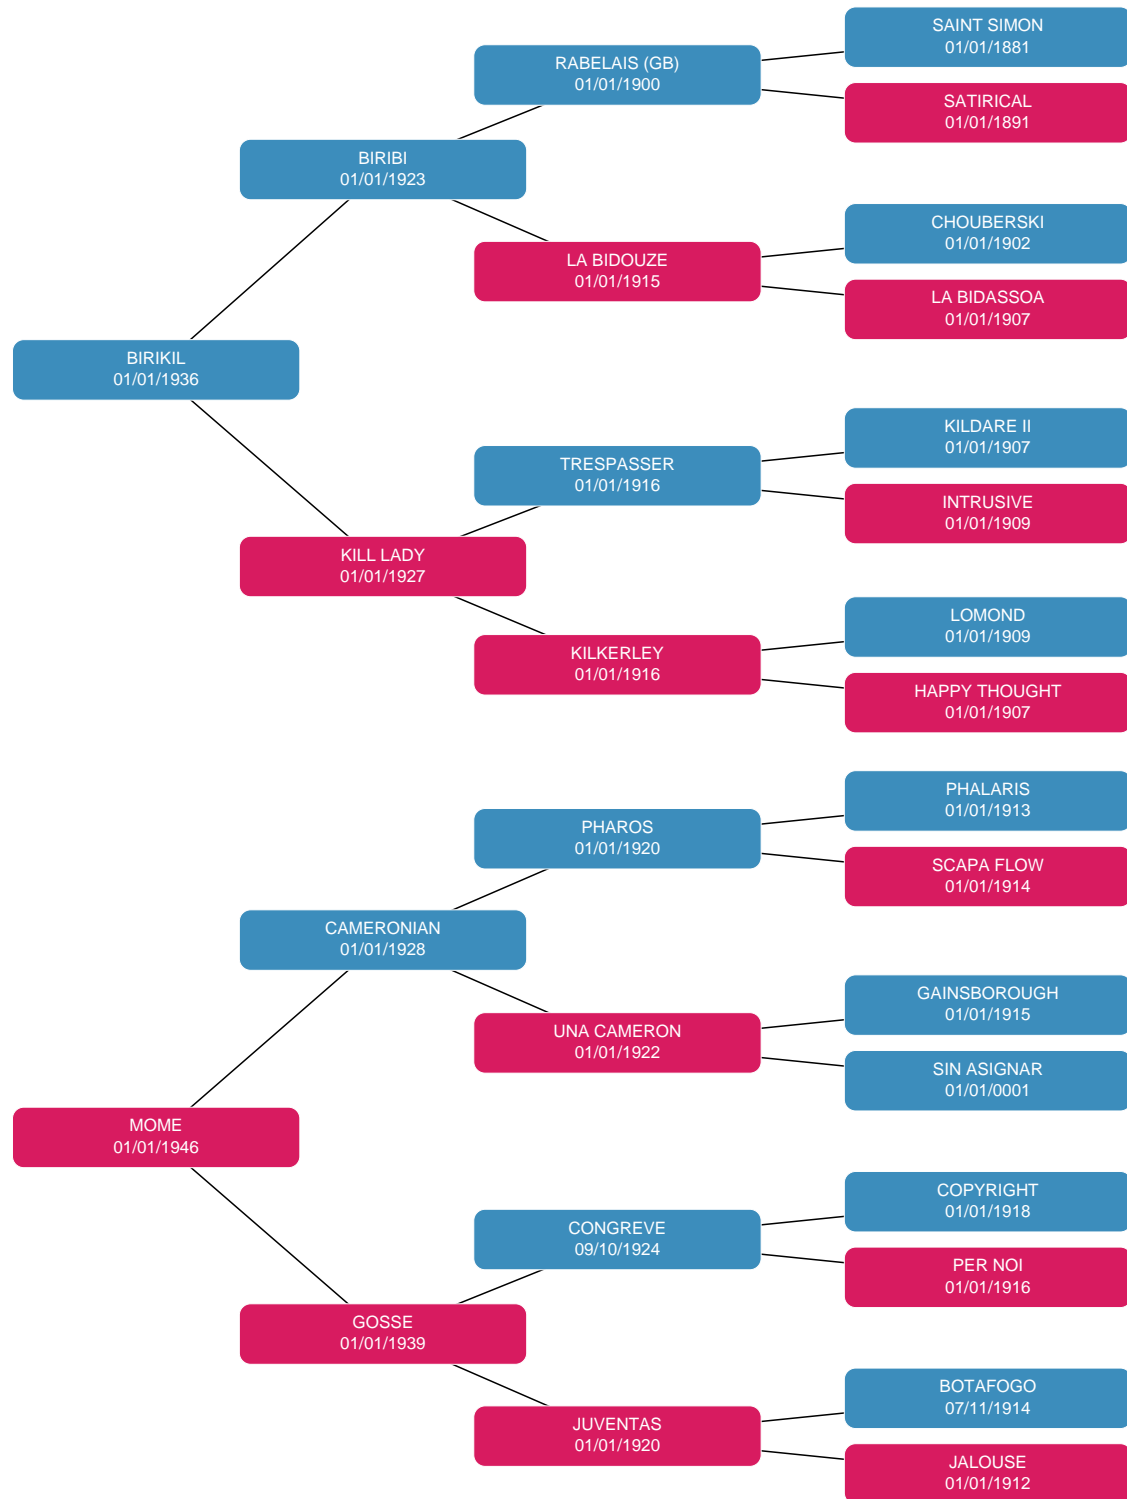 SAINT SIMON
01/01/1881
RABELAIS (GB)
01/01/1900
SATIRICAL
01/01/1891
BIRIBI
01/01/1923
CHOUBERSKI
01/01/1902
LA BIDOUZE
01/01/1915
LA BIDASSOA
01/01/1907
BIRIKIL
01/01/1936
KILDARE II
01/01/1907
TRESPASSER
01/01/1916
INTRUSIVE
01/01/1909
KILL LADY
01/01/1927
LOMOND
01/01/1909
KILKERLEY
01/01/1916
HAPPY THOUGHT
01/01/1907
PHALARIS
01/01/1913
PHAROS
01/01/1920
SCAPA FLOW
01/01/1914
CAMERONIAN
01/01/1928
GAINSBOROUGH
01/01/1915
UNA CAMERON
01/01/1922
SIN ASIGNAR
01/01/0001
MOME
01/01/1946
COPYRIGHT
01/01/1918
CONGREVE
09/10/1924
PER NOI
01/01/1916
GOSSE
01/01/1939
BOTAFOGO
07/11/1914
JUVENTAS
01/01/1920
JALOUSE
01/01/1912